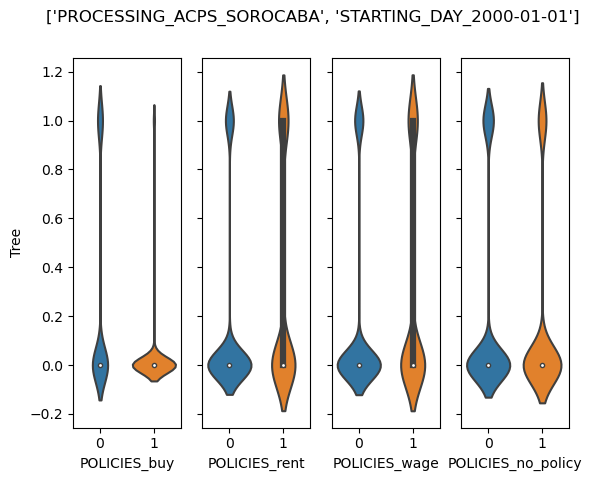 ['PROCESSING_ACPS_SOROCABA', 'STARTING_DAY_2000-01-01']
Tree
1.2
1.0
0.8
0.6
0.4
0.2
0.0
−0.2
0 1 0 1 0 1 0 1
POLICIES_buy POLICIES_rent POLICIES_wage POLICIES_no_policy